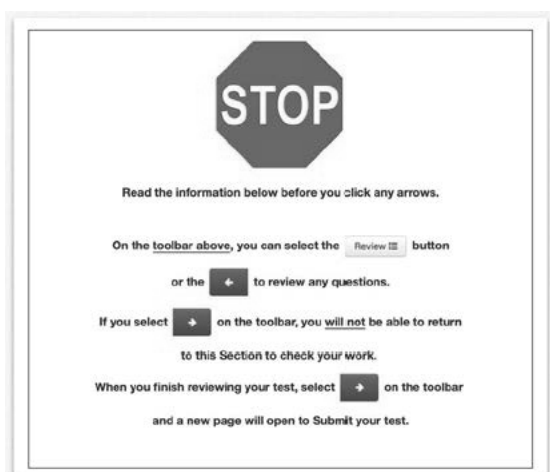 STOP
Read the information below before you click any arrows.
On the toolbar above, you can select the Review button
or the ← to review any questions.
If you select → on the toolbar, you will not be able to return
to this Section to check your work.
When you finish reviewing your test, select → on the toolbar
and a new page will open to Submit your test.